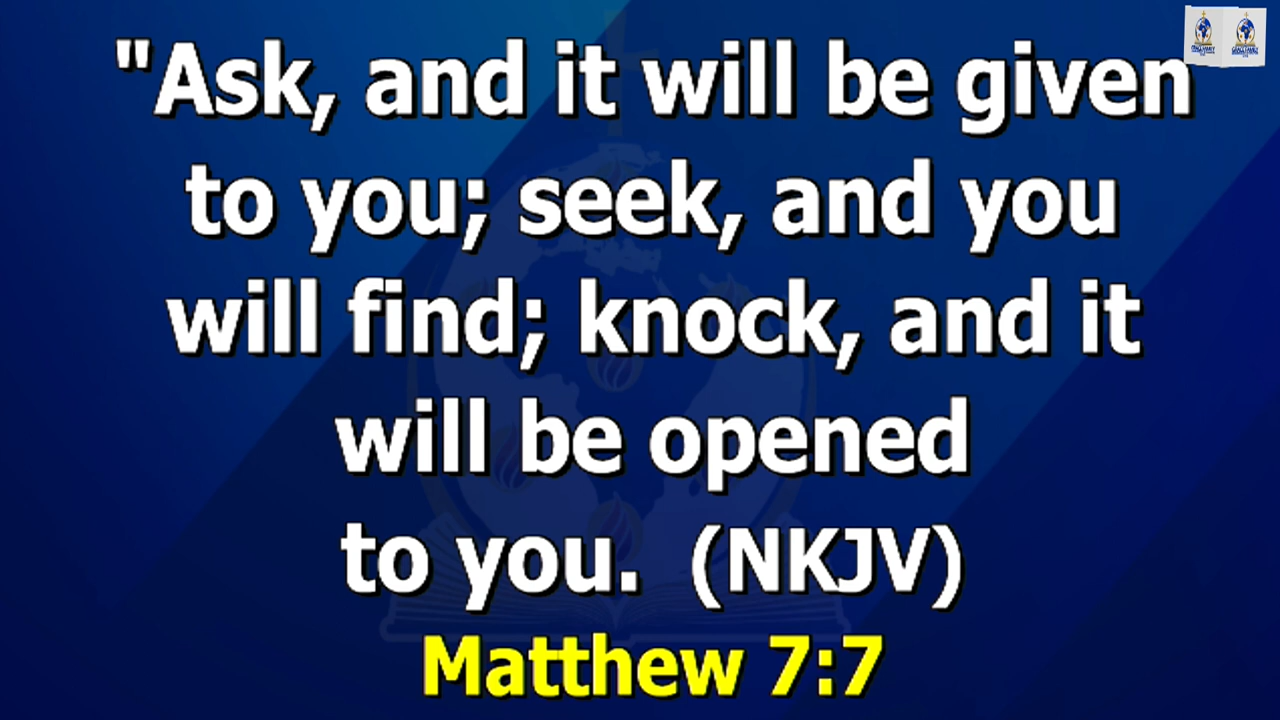 "Ask, and it will be given
to you; seek, and you
will find; knock, and it
will be opened
to you. (NKJV)
Matthew 7:7